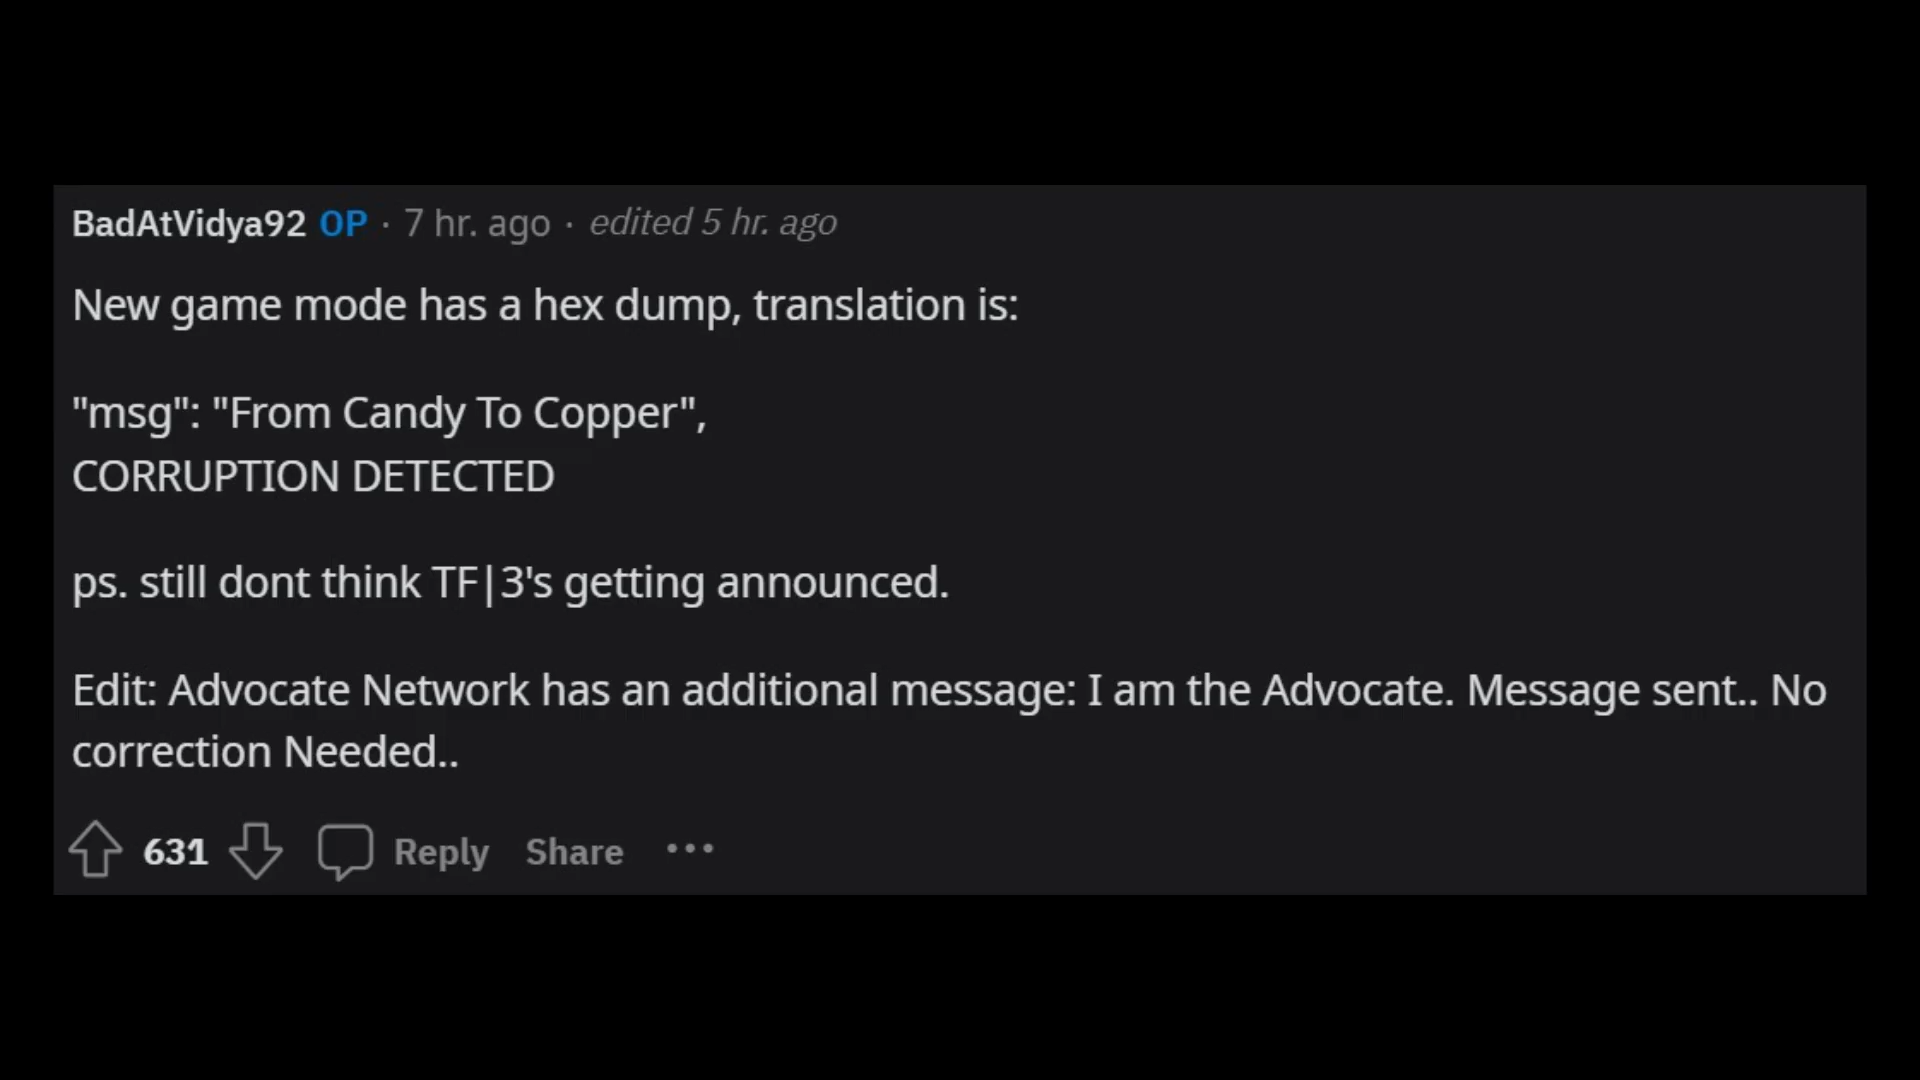 BadAtVidya92 OP · 7 hr. ago · edited 5 hr. ago
New game mode has a hex dump, translation is:
"msg": "From Candy To Copper",
CORRUPTION DETECTED
ps. still dont think TF|3's getting announced.
Edit: Advocate Network has an additional message: I am the Advocate. Message sent.. No
correction Needed..
631 Reply Share ···